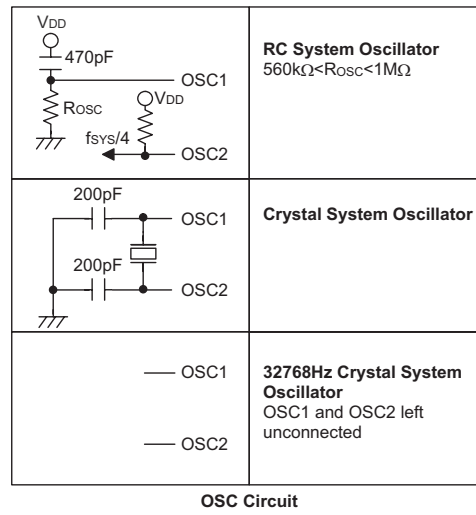 VDD
470pF
OSC1
ROSC
VDD
fSYS/4
OSC2
RC System Oscillator
560kΩ<ROSC<1MΩ
200pF
OSC1
200pF
OSC2
Crystal System Oscillator
OSC1
OSC2
32768Hz Crystal System
Oscillator
OSC1 and OSC2 left
unconnected
OSC Circuit